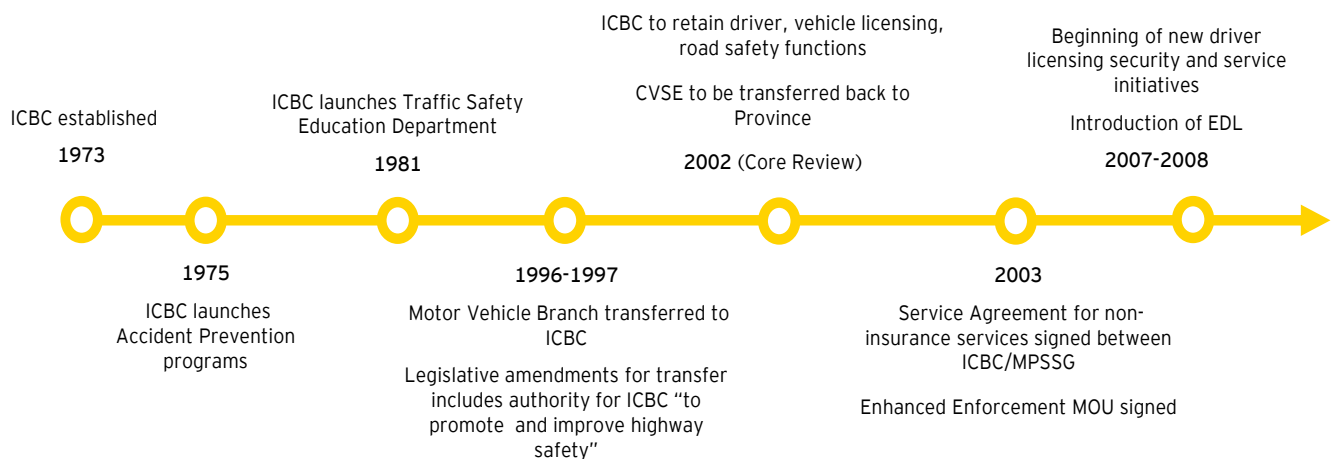 ICBC established
1973
1975
ICBC launches
Accident Prevention
programs
ICBC launches Traffic Safety
Education Department
1981
1996-1997
Motor Vehicle Branch transferred to
ICBC
Legislative amendments for transfer
includes authority for ICBC “to
promote and improve highway
safety”
ICBC to retain driver, vehicle licensing,
road safety functions
CVSE to be transferred back to
Province
2002 (Core Review)
2003
Service Agreement for non-
insurance services signed between
ICBC/MPSSG
Enhanced Enforcement MOU signed
Beginning of new driver
licensing security and service
initiatives
Introduction of EDL
2007-2008